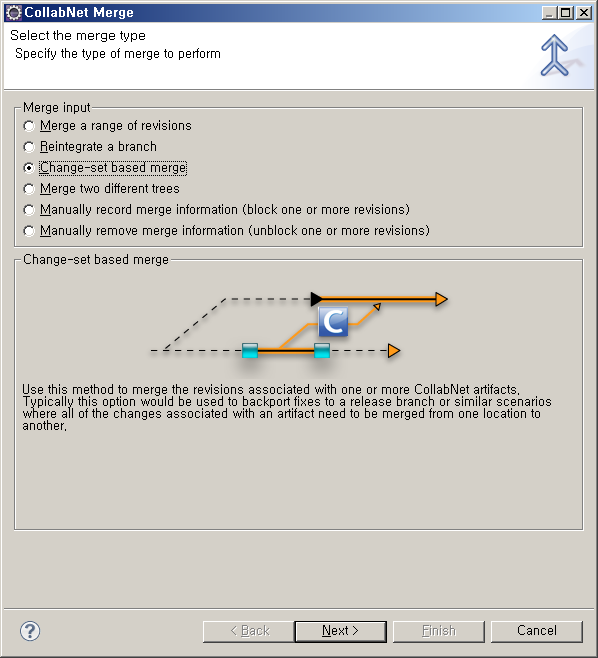 CollabNet Merge
Select the merge type
Specify the type of merge to perform
Merge input
Merge a range of revisions
Reintegrate a branch
Change-set based merge
Merge two different trees
Manually record merge information (block one or more revisions)
Manually remove merge information (unblock one or more revisions)
Change-set based merge
C
Use this method to merge the revisions associated with one or more CollabNet artifacts.
Typically this option would be used to backport fixes to a release branch or similar scenarios
where all of the changes associated with an artifact need to be merged from one location to
another.
?
< Back
Next >
Finish
Cancel